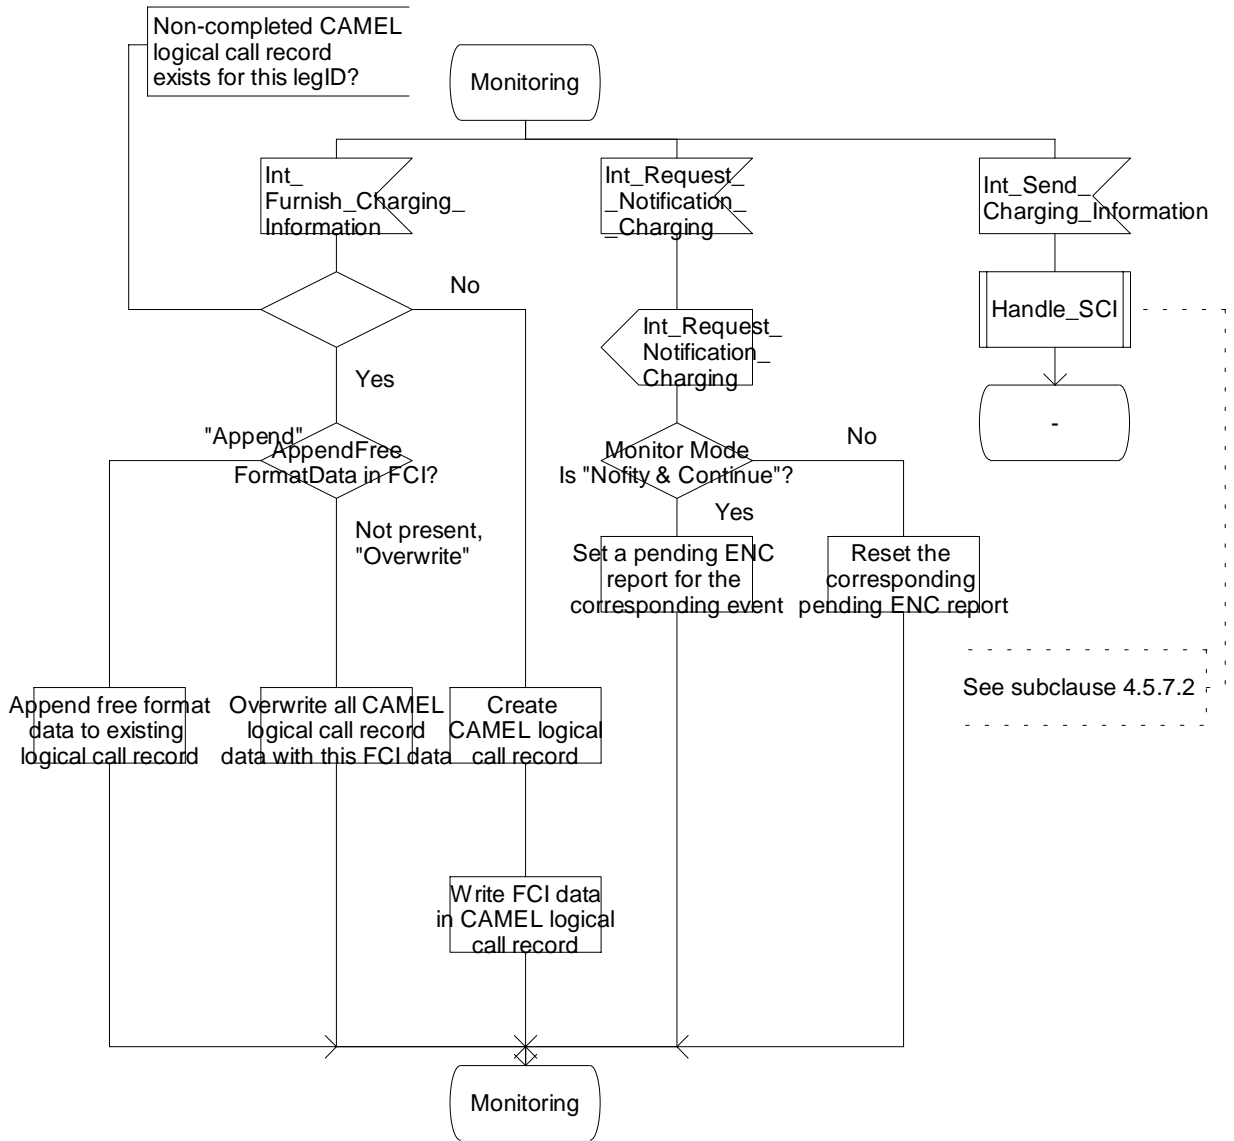 Non-completed CAMEL
logical call record
exists for this legID?
Monitoring
Int_
Furnish_Charging_
Information
Int_Request_
_Notification_
_Charging
Int_Send_
Charging_Information
No
Handle_SCI
Int_Request_
Notification_
Charging
Yes
-
"Append"
AppendFree
FormatData in FCI?
Monitor Mode
Is "Nofity & Continue"?
No
Not present,
"Overwrite"
Yes
Set a pending ENC
report for the
corresponding event
Reset the
corresponding
pending ENC report
See subclause 4.5.7.2
Append free format
data to existing
logical call record
Overwrite all CAMEL
logical call record
data with this FCI data
Create
CAMEL logical
call record
Write FCI data
in CAMEL logical
call record
Monitoring